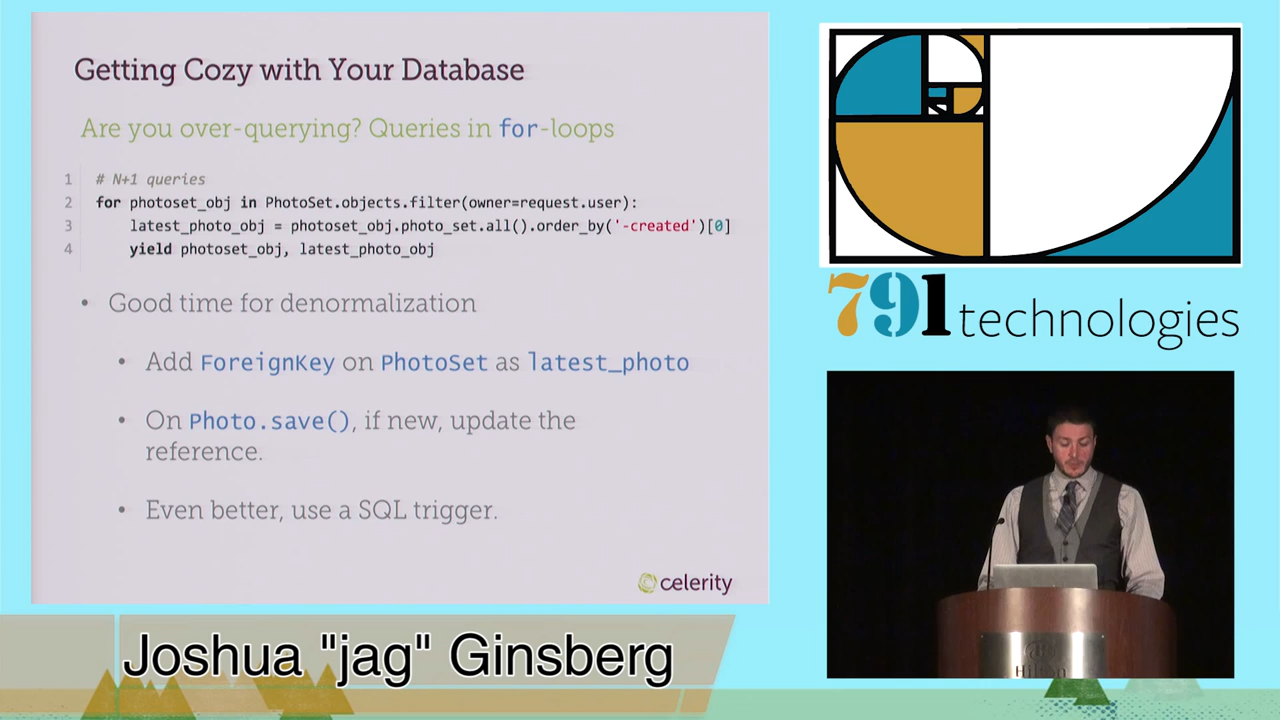 Getting Cozy with Your Database
Are you over-querying? Queries in for-loops
1 # N+1 queries
2 for photoset_obj in PhotoSet.objects.filter(owner=request.user):
3 latest_photo_obj = photoset_obj.photo_set.all().order_by('-created')[0]
4 yield photoset_obj, latest_photo_obj
• Good time for denormalization
• Add ForeignKey on PhotoSet as latest_photo
• On Photo.save(), if new, update the
reference.
• Even better, use a SQL trigger.
celerity
791 technologies
Hilton
Joshua "jag" Ginsberg